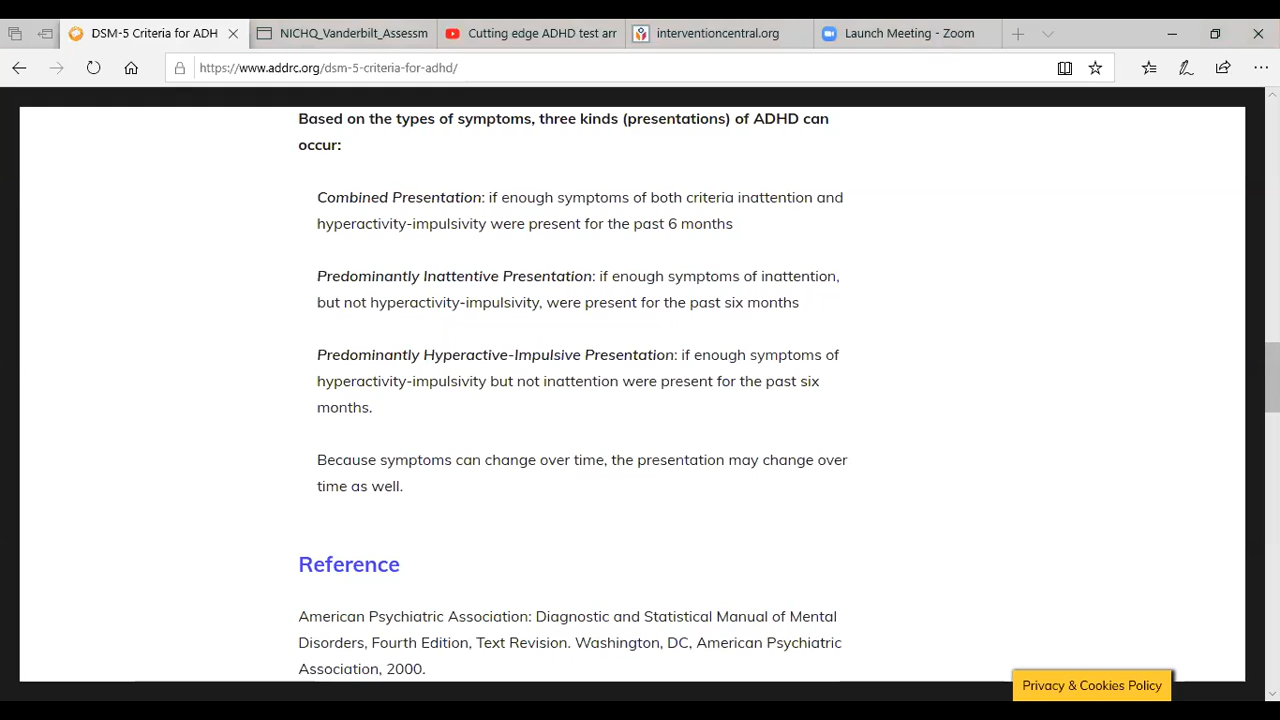 DSM-5 Criteria for ADH
NICHQ_Vanderbilt_Assessm
Cutting edge ADHD test arr
interventioncentral.org
Launch Meeting - Zoom
https://www.addrc.org/dsm-5-criteria-for-adhd/
Based on the types of symptoms, three kinds (presentations) of ADHD can
occur:
Combined Presentation: if enough symptoms of both criteria inattention and
hyperactivity-impulsivity were present for the past 6 months
Predominantly Inattentive Presentation: if enough symptoms of inattention,
but not hyperactivity-impulsivity, were present for the past six months
Predominantly Hyperactive-Impulsive Presentation: if enough symptoms of
hyperactivity-impulsivity but not inattention were present for the past six
months.
Because symptoms can change over time, the presentation may change over
time as well.
Reference
American Psychiatric Association: Diagnostic and Statistical Manual of Mental
Disorders, Fourth Edition, Text Revision. Washington, DC, American Psychiatric
Association, 2000.
Privacy & Cookies Policy